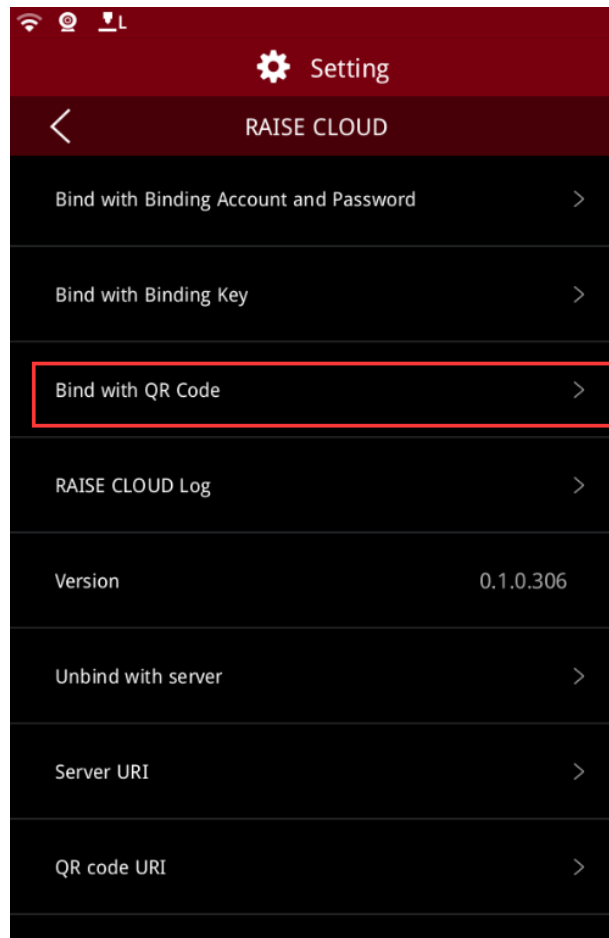 L
Setting
RAISE CLOUD
Bind with Binding Account and Password
Bind with Binding Key
Bind with QR Code
RAISE CLOUD Log
Version 0.1.0.306
Unbind with server
Server URI
QR code URI